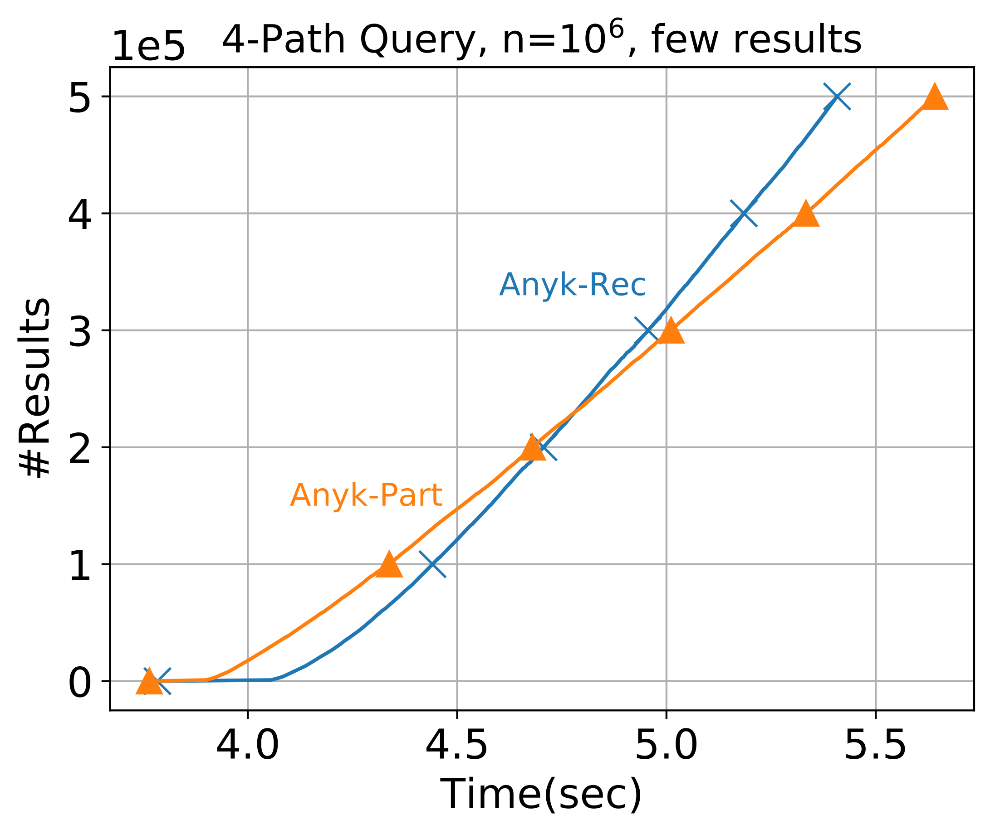 1e5
4-Path Query, n=10⁶, few results
5
4
3
2
1
0
#Results
Anyk-Rec
Anyk-Part
4.0 4.5 5.0 5.5
Time(sec)